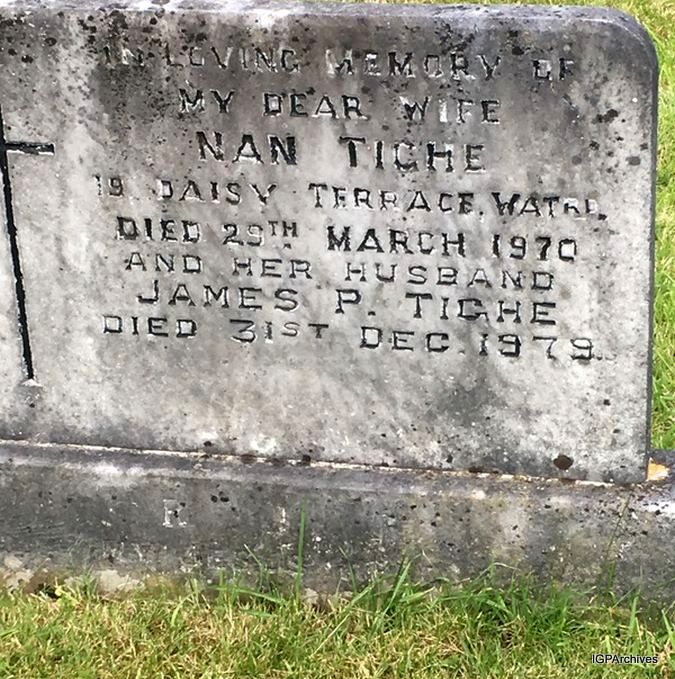 IN LOVING MEMORY OF
MY DEAR WIFE
NAN TIGHE
19 DAISY TERRACE, WATFD.
DIED 29TH MARCH 1970
AND HER HUSBAND
JAMES P. TIGHE
DIED 31ST DEC. 1979.
R. I.
IGPArchives